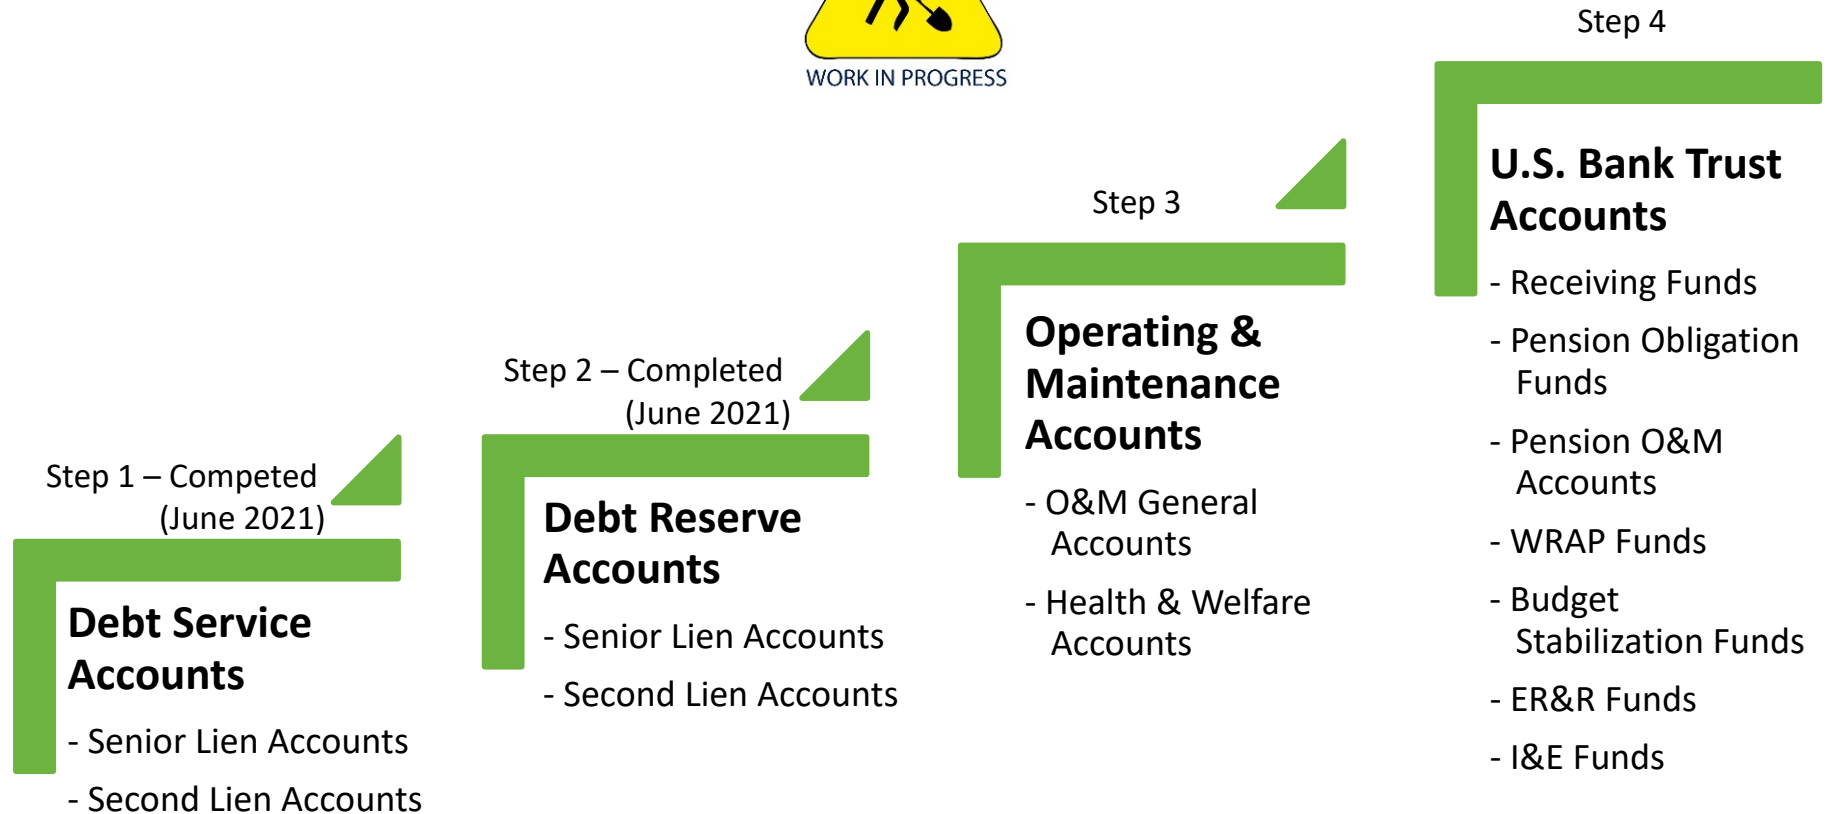 WORK IN PROGRESS
Step 1 – Competed
(June 2021)
Debt Service
Accounts
- Senior Lien Accounts
- Second Lien Accounts
Step 2 – Completed
(June 2021)
Debt Reserve
Accounts
- Senior Lien Accounts
- Second Lien Accounts
Step 3
Operating &
Maintenance
Accounts
- O&M General
Accounts
- Health & Welfare
Accounts
Step 4
U.S. Bank Trust
Accounts
- Receiving Funds
- Pension Obligation
Funds
- Pension O&M
Accounts
- WRAP Funds
- Budget
Stabilization Funds
- ER&R Funds
- I&E Funds